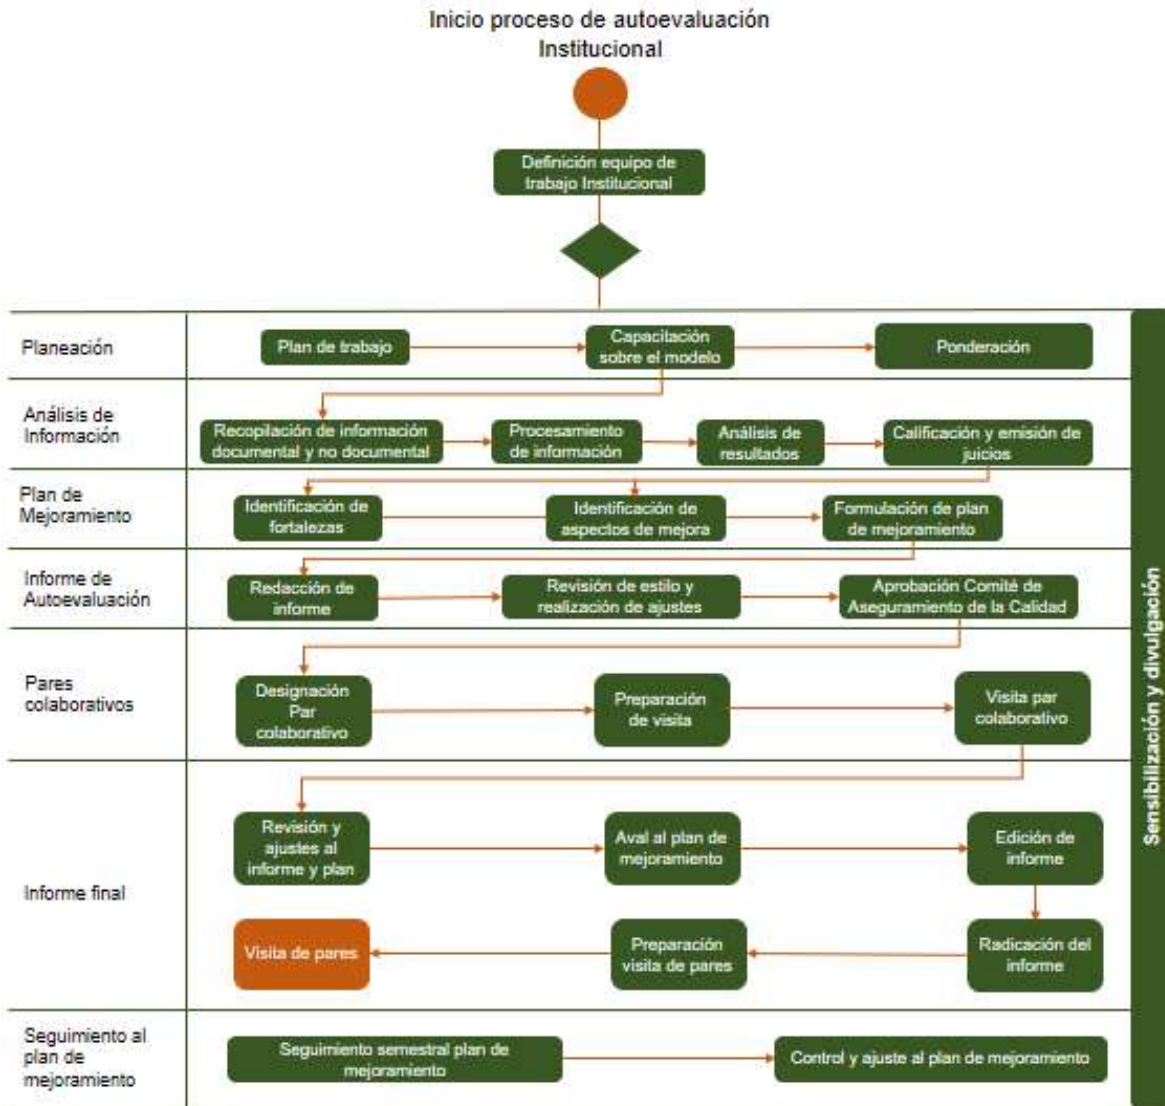 Inicio proceso de autoevaluación
Institucional
Definición equipo de
trabajo Institucional
Planeación
Plan de trabajo
Capacitación
sobre el modelo
Ponderación
Análisis de
Información
Recopilación de información
documental y no documental
Procesamiento
de información
Análisis de
resultados
Calificación y emisión de
juicios
Plan de
Mejoramiento
Identificación de
fortalezas
Identificación de
aspectos de mejora
Formulación de plan
de mejoramiento
Informe de
Autoevaluación
Redacción de
informe
Revisión de estilo y
realización de ajustes
Aprobación Comité de
Aseguramiento de la Calidad
Pares
colaborativos
Designación
Par
colaborativo
Preparación
de visita
Visita par
colaborativo
Informe final
Revisión y
ajustes al
informe y plan
Aval al plan de
mejoramiento
Edición de
informe
Visita de pares
Preparación
visita de pares
Radicación del
informe
Seguimiento al
plan de
mejoramiento
Seguimiento semestral plan de
mejoramiento
Control y ajuste al plan de mejoramiento
Sensibilización y divulgación